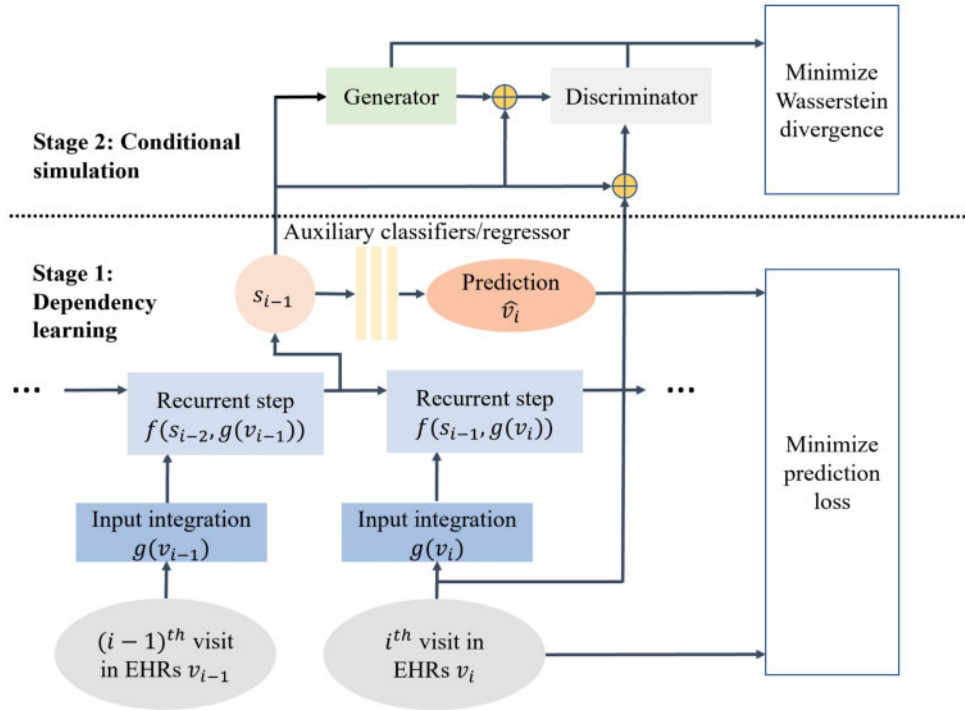 Generator
Discriminator
Minimize
Wasserstein
divergence
Stage 2: Conditional
simulation
Auxiliary classifiers/regressor
Stage 1:
Dependency
learning
s_{i−1}
Prediction
\hat{v_i}
...
Recurrent step
f(s_{i−2}, g(v_{i−1}))
Recurrent step
f(s_{i−1}, g(v_i))
...
Minimize
prediction
loss
Input integration
g(v_{i−1})
Input integration
g(v_i)
(i − 1)^{th} visit
in EHRs v_{i−1}
i^{th} visit in
EHRs v_i